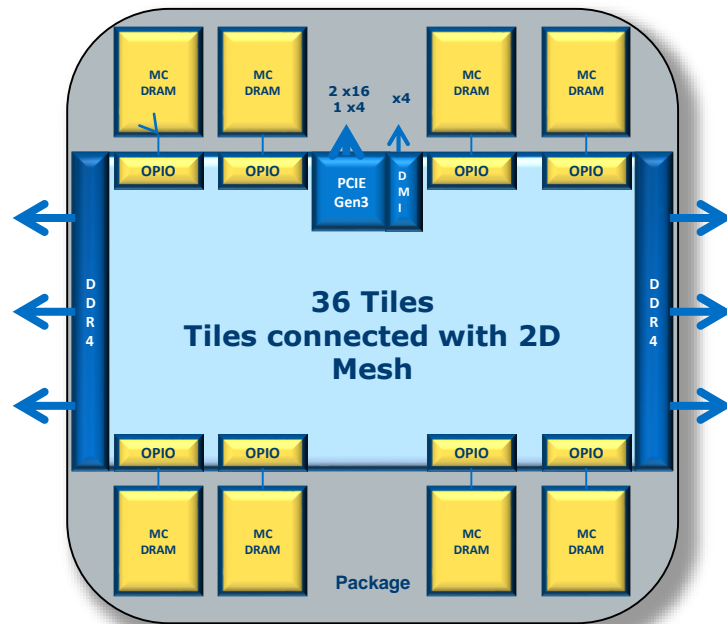 MC DRAM
MC DRAM
2 x16
1 x4
x4
MC DRAM
MC DRAM
OPIO
OPIO
PCIE
Gen3
D
M
I
OPIO
OPIO
D
D
R
4
36 Tiles
Tiles connected with 2D
Mesh
D
D
R
4
OPIO
OPIO
OPIO
OPIO
MC
DRAM
MC
DRAM
MC
DRAM
MC
DRAM
Package